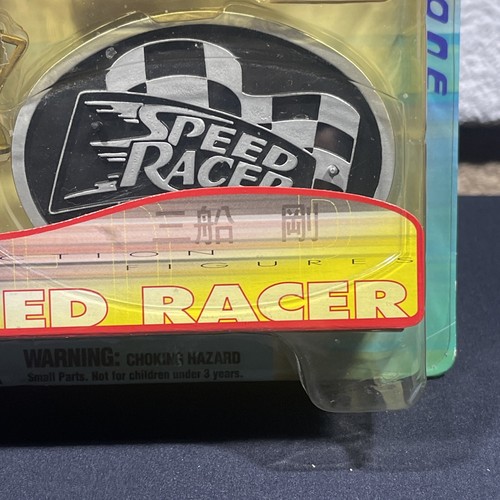 SPEED
RACER
三船 剛
TION
FIGURES
ED RACER
WARNING: CHOKING HAZARD
Small Parts. Not for children under 3 years.
one